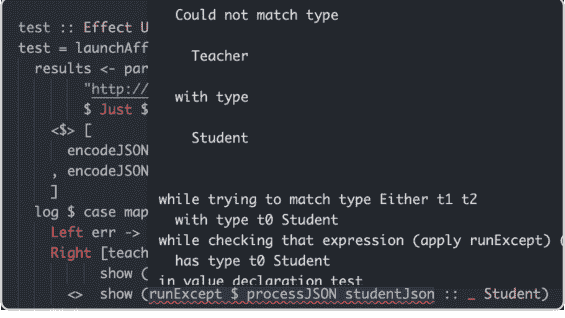 Could not match type
Teacher
with type
Student
while trying to match type Either t1 t2
with type t0 Student
while checking that expression (apply runExcept) (
has type t0 Student
in value declaration test
test :: Effect U
test = launchAff
results <- par
"http://
$ Just $
<$> [
encodeJSON
, encodeJSON
]
log $ case map
Left err ->
Right [teach
show (
<> show (runExcept $ processJSON studentJson :: _ Student)